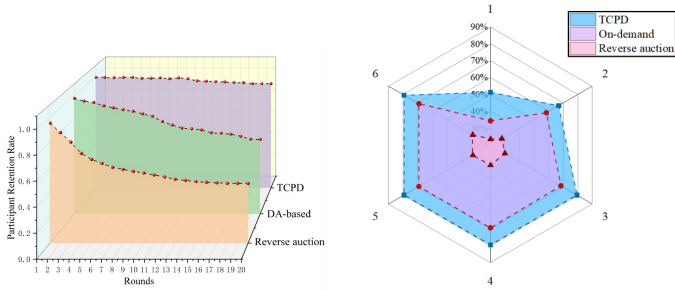 Participant Retention Rate
1.0
0.8
0.6
0.4
0.2
0.0
1 2 3 4 5 6 7 8 9 10 11 12 13 14 15 16 17 18 19 20
Rounds
TCPD
DA-based
Reverse auction
1
2
3
4
5
6
90%
80%
70%
60%
50%
40%
TCPD
On-demand
Reverse auction